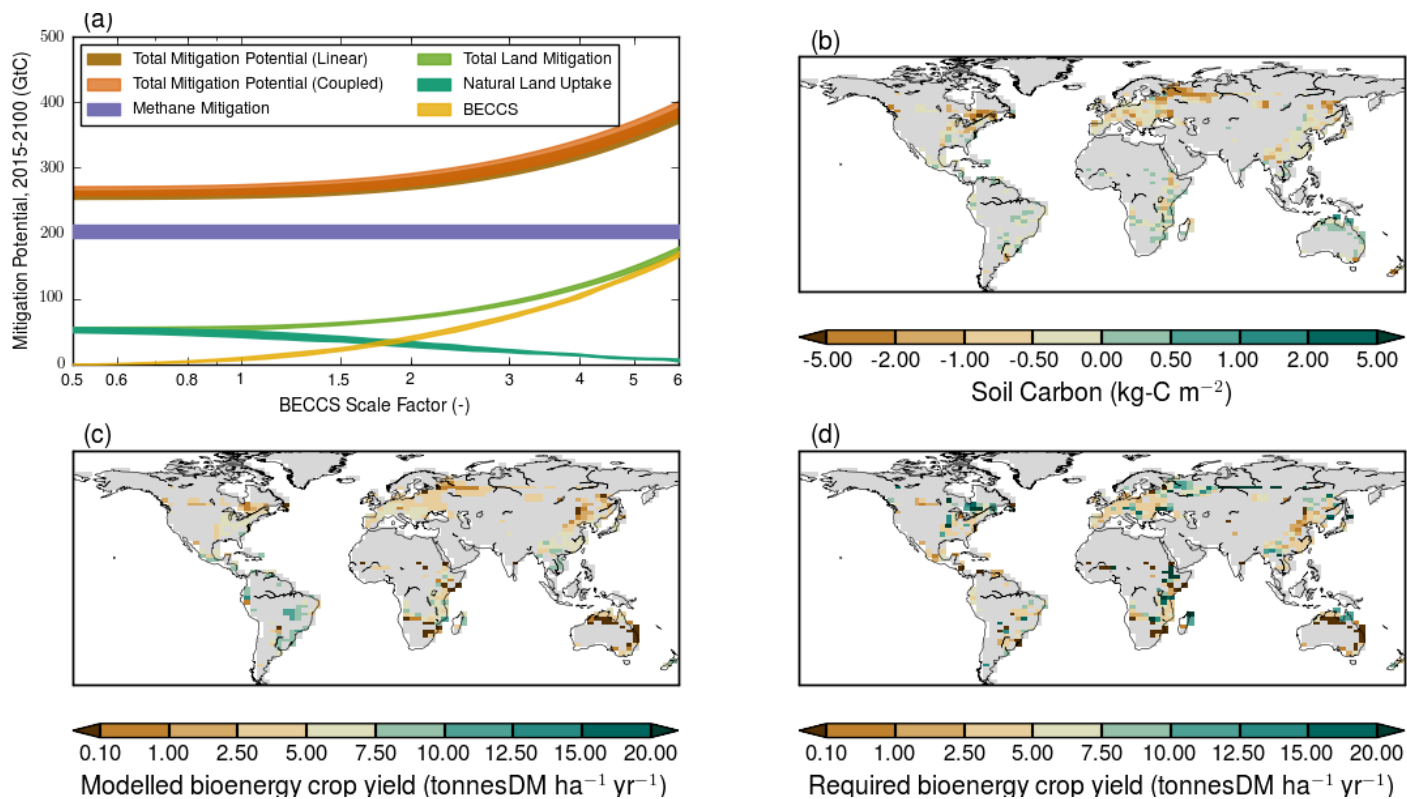 (a)
500
400
300
200
100
0
Mitigation Potential, 2015-2100 (GtC)
Total Mitigation Potential (Linear)
Total Mitigation Potential (Coupled)
Methane Mitigation
Total Land Mitigation
Natural Land Uptake
BECCS
0.5 0.6 0.8 1 1.5 2 3 4 5 6
BECCS Scale Factor (-)
(b)
-5.00 -2.00 -1.00 -0.50 0.00 0.50 1.00 2.00 5.00
Soil Carbon (kg-C m⁻²)
(c)
0.10 1.00 2.50 5.00 7.50 10.00 12.50 15.00 20.00
Modelled bioenergy crop yield (tonnesDM ha⁻¹ yr⁻¹)
(d)
0.10 1.00 2.50 5.00 7.50 10.00 12.50 15.00 20.00
Required bioenergy crop yield (tonnesDM ha⁻¹ yr⁻¹)